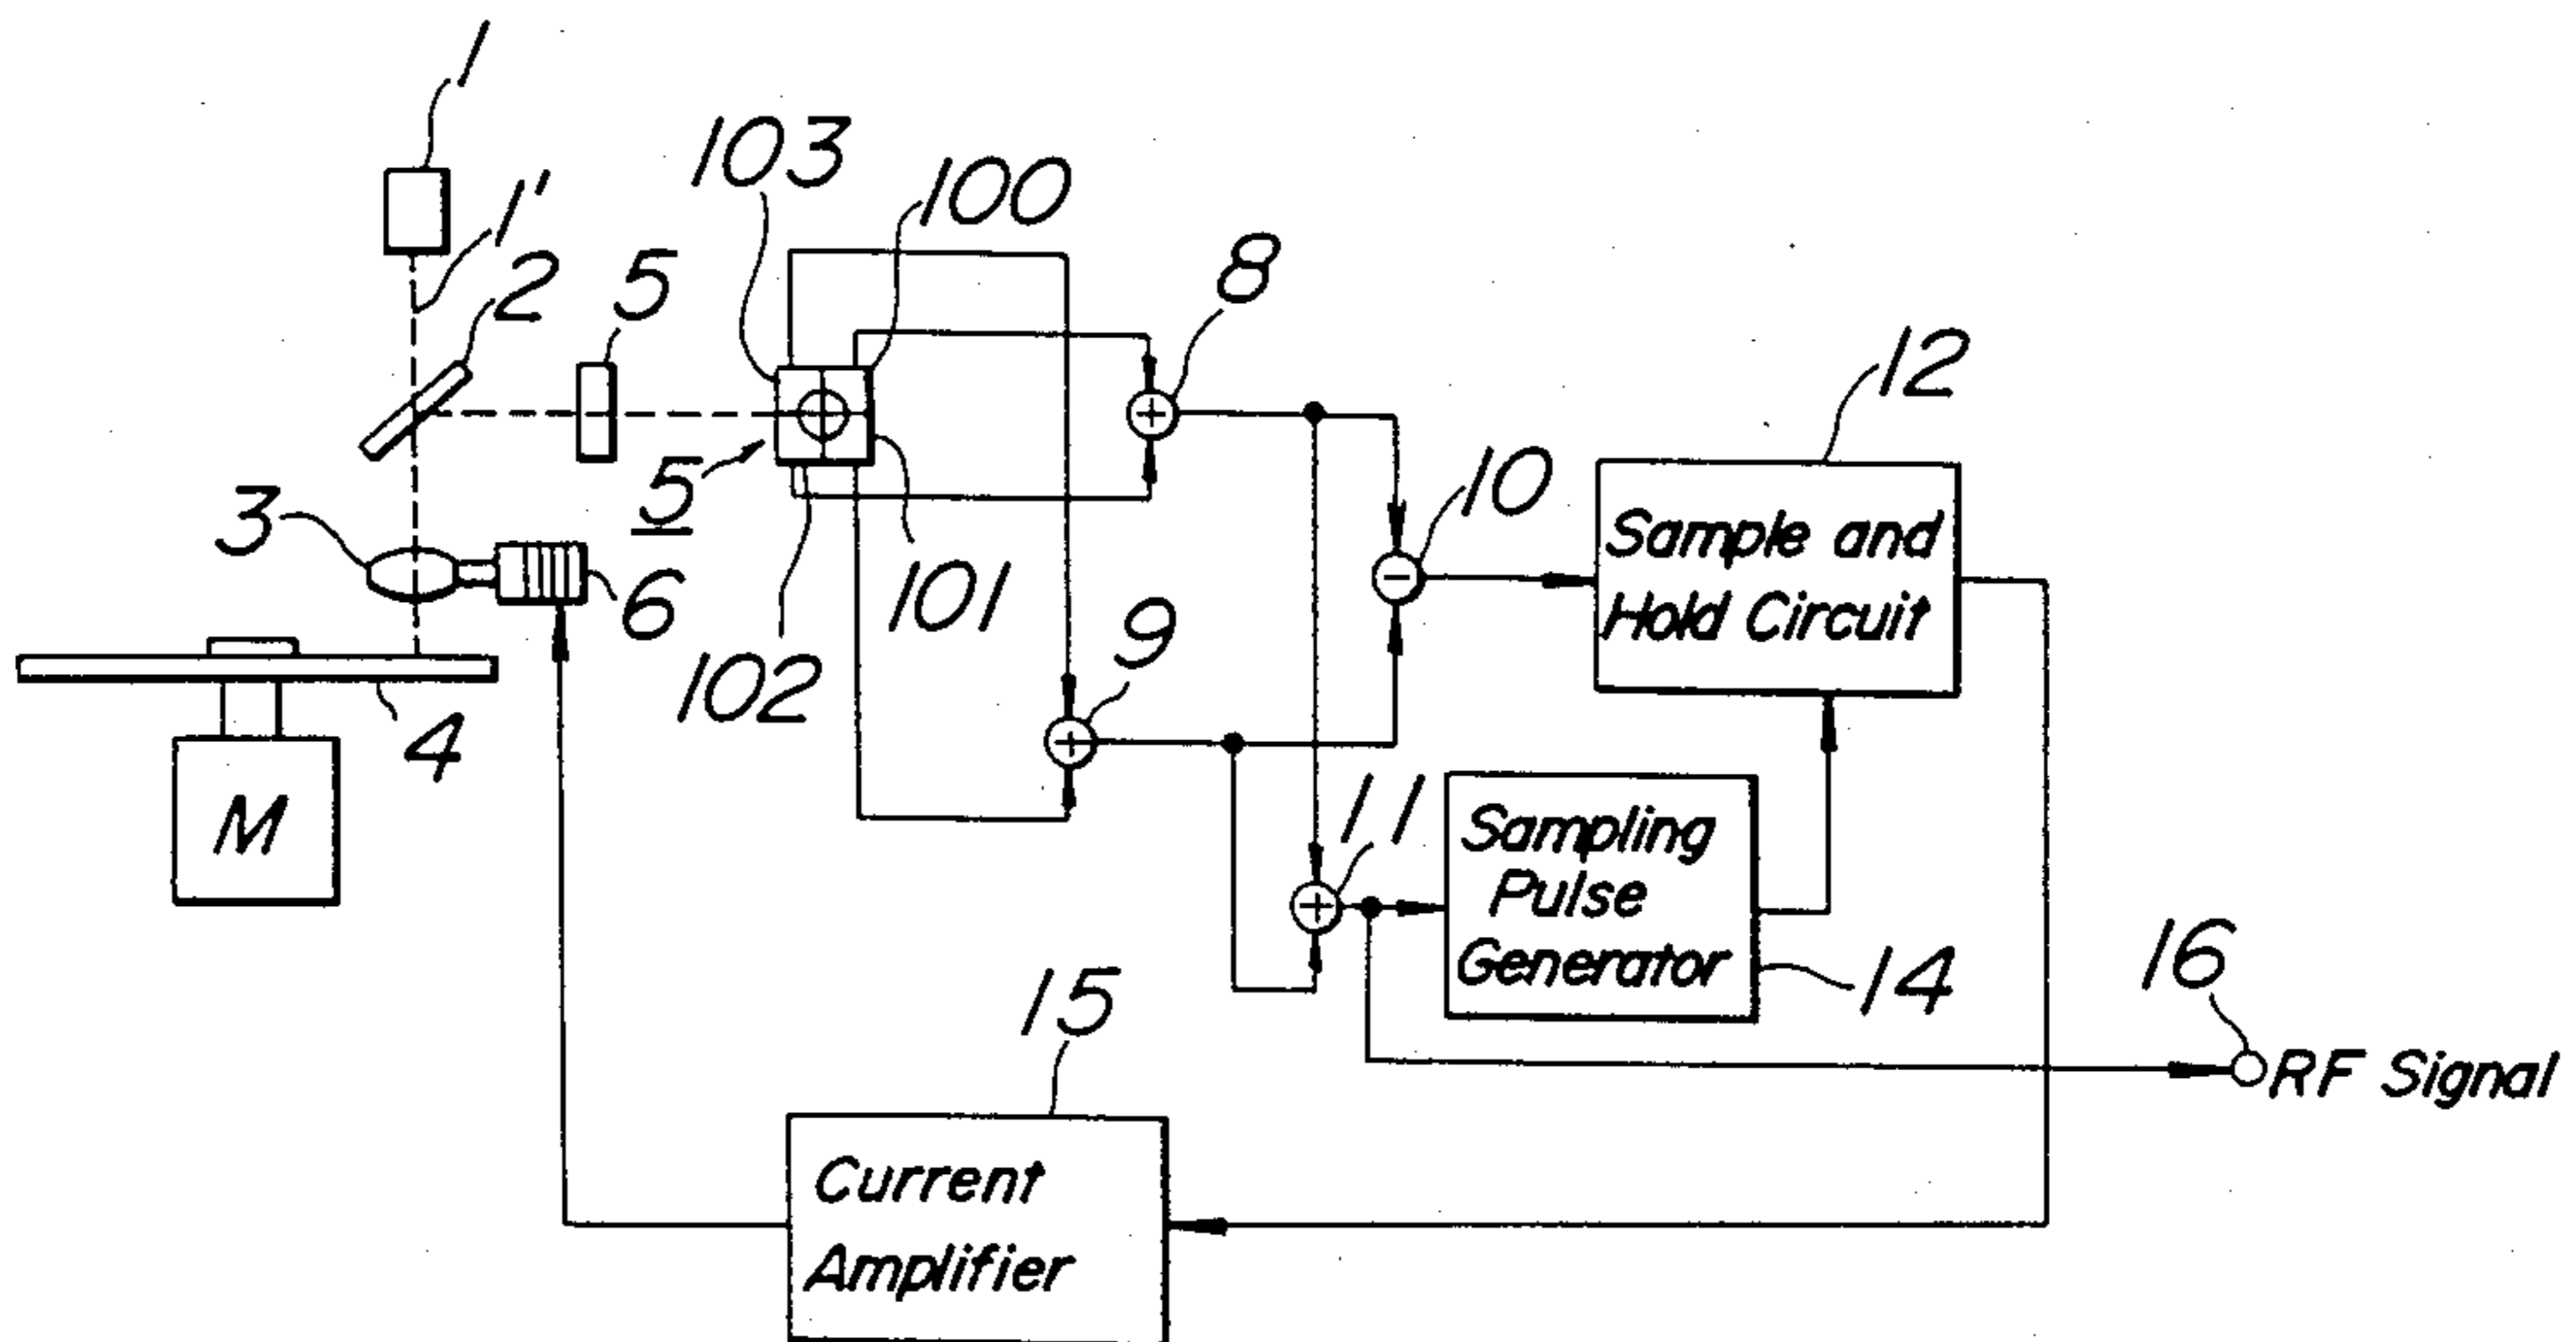 1
1'
2
5
103
100
8
12
5
3
6
102
101
10
Sample and
Hold Circuit
9
4
M
11
Sampling
Pulse
Generator
14
16
RF Signal
15
Current
Amplifier